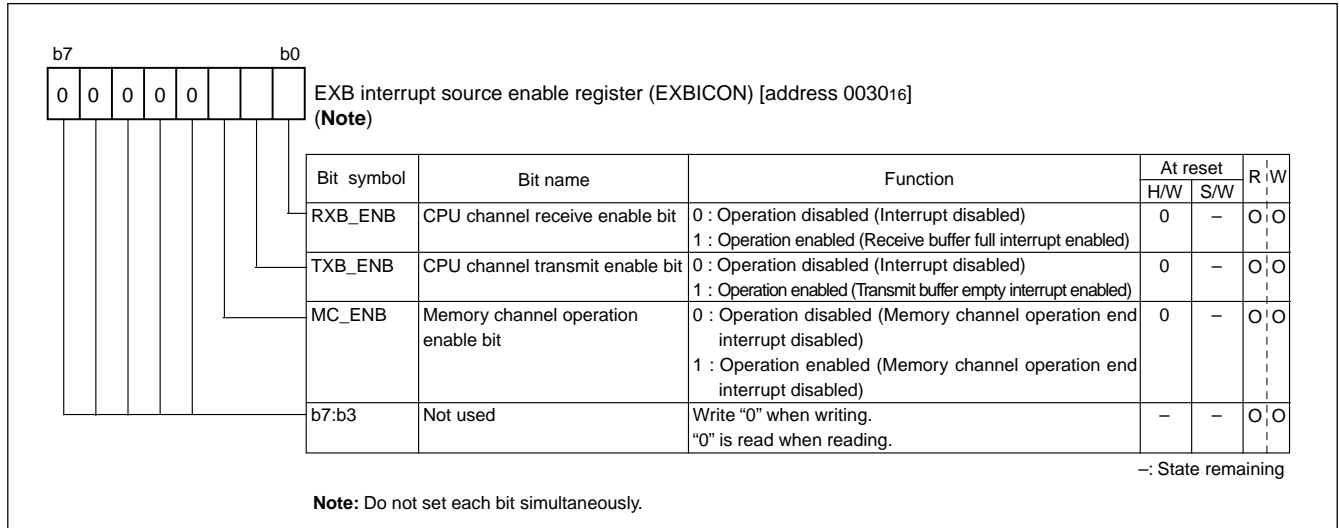 b7 b0
0 0 0 0 0
EXB interrupt source enable register (EXBICON) [address 003016]
(Note)
Bit symbol Bit name Function At reset R W
H/W S/W
RXB_ENB CPU channel receive enable bit 0 : Operation disabled (Interrupt disabled) 0 – O O
1 : Operation enabled (Receive buffer full interrupt enabled)
TXB_ENB CPU channel transmit enable bit 0 : Operation disabled (Interrupt disabled) 0 – O O
1 : Operation enabled (Transmit buffer empty interrupt enabled)
MC_ENB Memory channel operation 0 : Operation disabled (Memory channel operation end 0 – O O
enable bit interrupt disabled)
1 : Operation enabled (Memory channel operation end
interrupt disabled)
b7:b3 Not used Write “0” when writing. – – O O
“0” is read when reading.
–: State remaining
Note: Do not set each bit simultaneously.